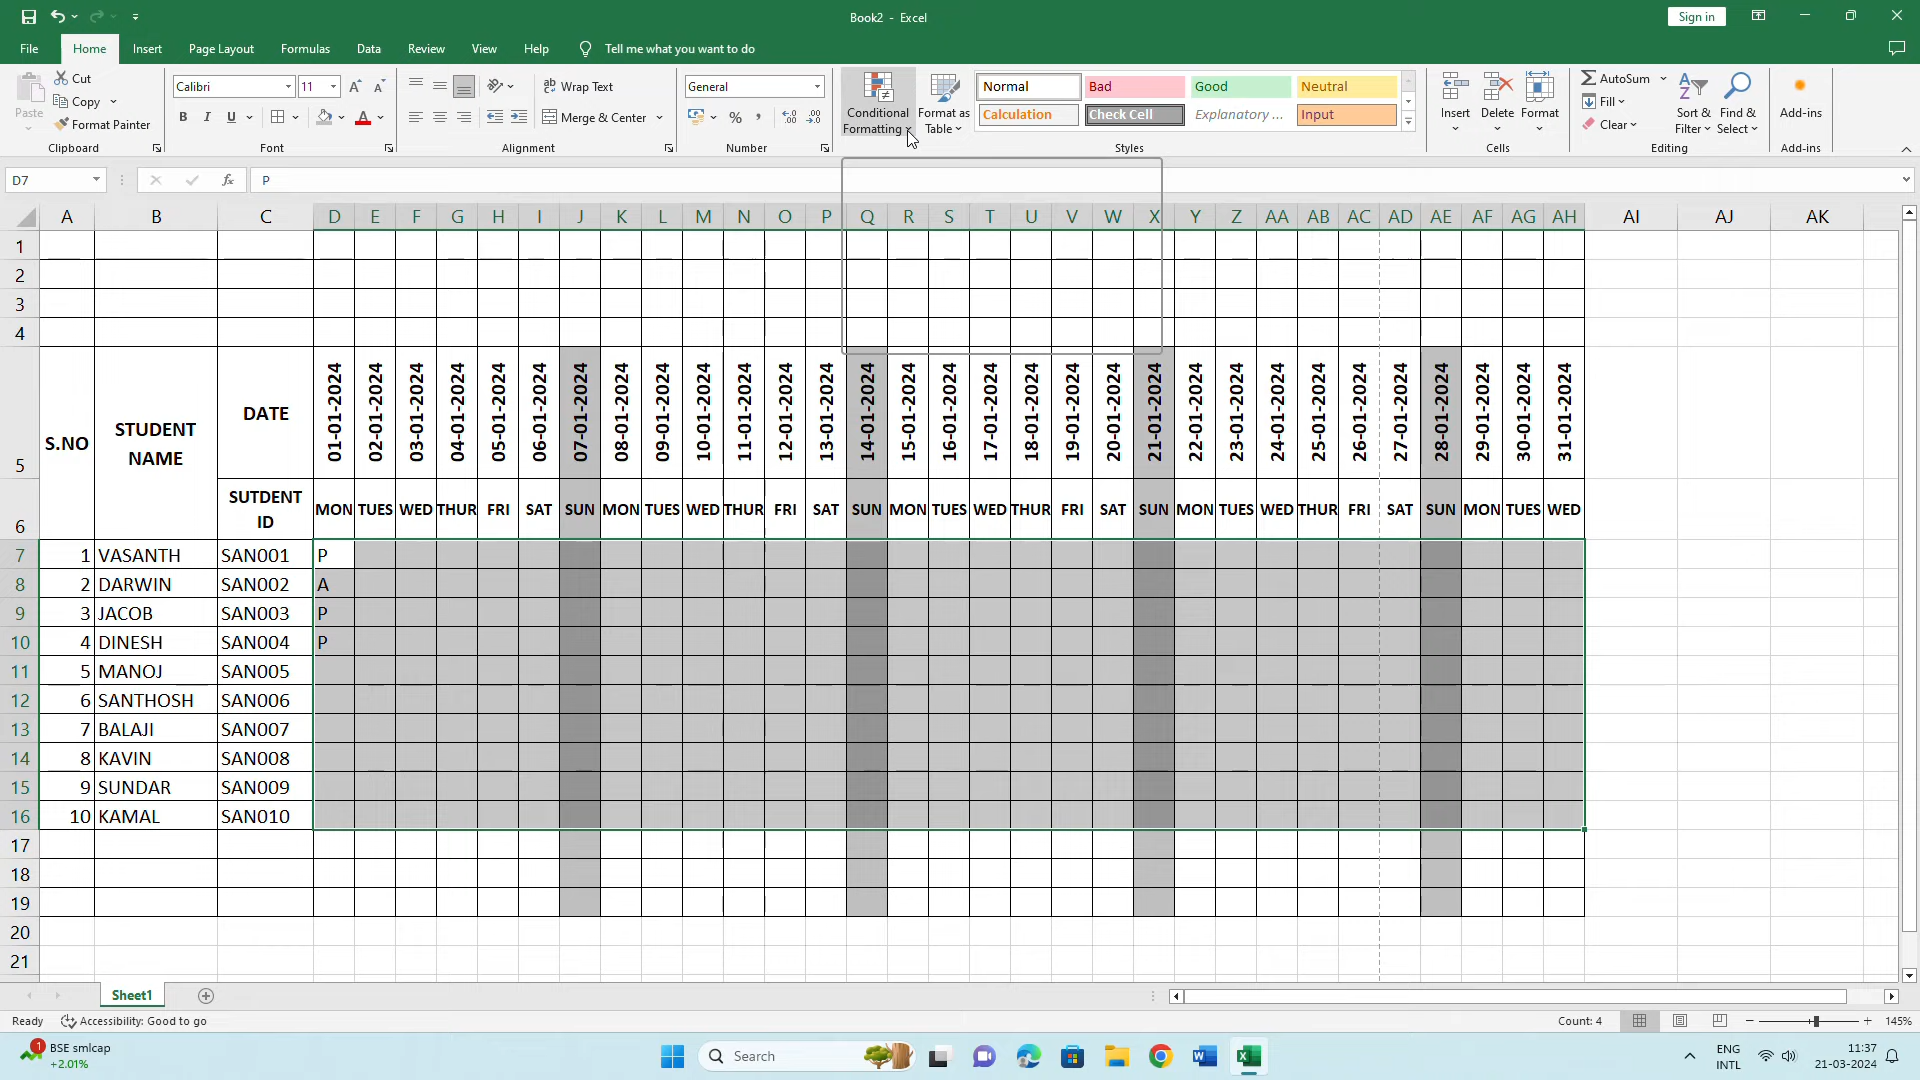 Book2 - Excel
Sign in
File Home Insert Page Layout Formulas Data Review View Help Tell me what you want to do
Paste
Cut
Copy
Format Painter
Clipboard
Calibri 11
B I U
Font
Wrap Text
Merge & Center
Alignment
General
Number
Conditional Formatting
Format as Table
Normal Bad Good Neutral
Calculation Check Cell Explanatory ... Input
Styles
Insert Delete Format
Cells
AutoSum
Fill
Clear
Sort & Filter
Find & Select
Editing
Add-ins
Add-ins
D7 fx P
A B C D E F G H I J K L M N O P Q R S T U V W X Y Z AA AB AC AD AE AF AG AH AI AJ AK
1
2
3
4
5 S.NO STUDENT NAME DATE 01-01-2024 02-01-2024 03-01-2024 04-01-2024 05-01-2024 06-01-2024 07-01-2024 08-01-2024 09-01-2024 10-01-2024 11-01-2024 12-01-2024 13-01-2024 14-01-2024 15-01-2024 16-01-2024 17-01-2024 18-01-2024 19-01-2024 20-01-2024 21-01-2024 22-01-2024 23-01-2024 24-01-2024 25-01-2024 26-01-2024 27-01-2024 28-01-2024 29-01-2024 30-01-2024 31-01-2024
6 SUTDENT ID MON TUES WED THUR FRI SAT SUN MON TUES WED THUR FRI SAT SUN MON TUES WED THUR FRI SAT SUN MON TUES WED THUR FRI SAT SUN MON TUES WED
7 1 VASANTH SAN001 P
8 2 DARWIN SAN002 A
9 3 JACOB SAN003 P
10 4 DINESH SAN004 P
11 5 MANOJ SAN005
12 6 SANTHOSH SAN006
13 7 BALAJI SAN007
14 8 KAVIN SAN008
15 9 SUNDAR SAN009
16 10 KAMAL SAN010
17
18
19
20
21
Sheet1
Ready Accessibility: Good to go Count: 4 145%
1 BSE smlcap
+2.01%
Search
ENG
INTL
11:37
21-03-2024